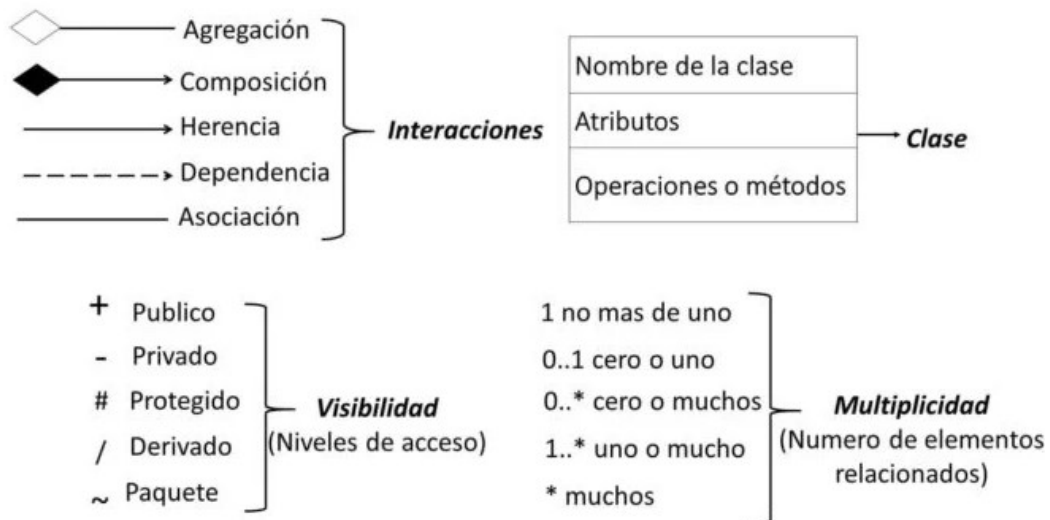 Agregación
Composición
Herencia
Dependencia
Asociación
Interacciones
Nombre de la clase
Atributos
Operaciones o métodos
Clase
+ Publico
- Privado
# Protegido
/ Derivado
~ Paquete
Visibilidad
(Niveles de acceso)
1 no mas de uno
0..1 cero o uno
0..* cero o muchos
1..* uno o mucho
* muchos
Multiplicidad
(Numero de elementos
relacionados)